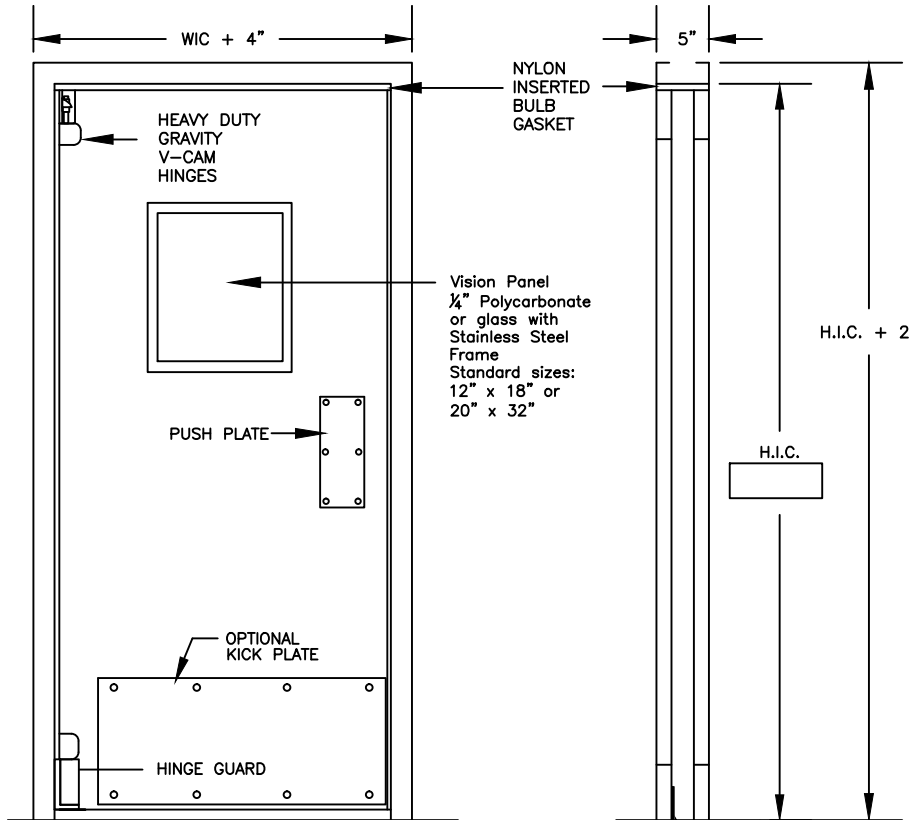 WIC + 4”
5”
NYLON
INSERTED
BULB
GASKET
HEAVY DUTY
GRAVITY
V-CAM
HINGES
Vision Panel
¼” Polycarbonate
or glass with
Stainless Steel
Frame
Standard sizes:
12” x 18” or
20” x 32”
H.I.C. + 2
PUSH PLATE
H.I.C.
OPTIONAL
KICK PLATE
HINGE GUARD